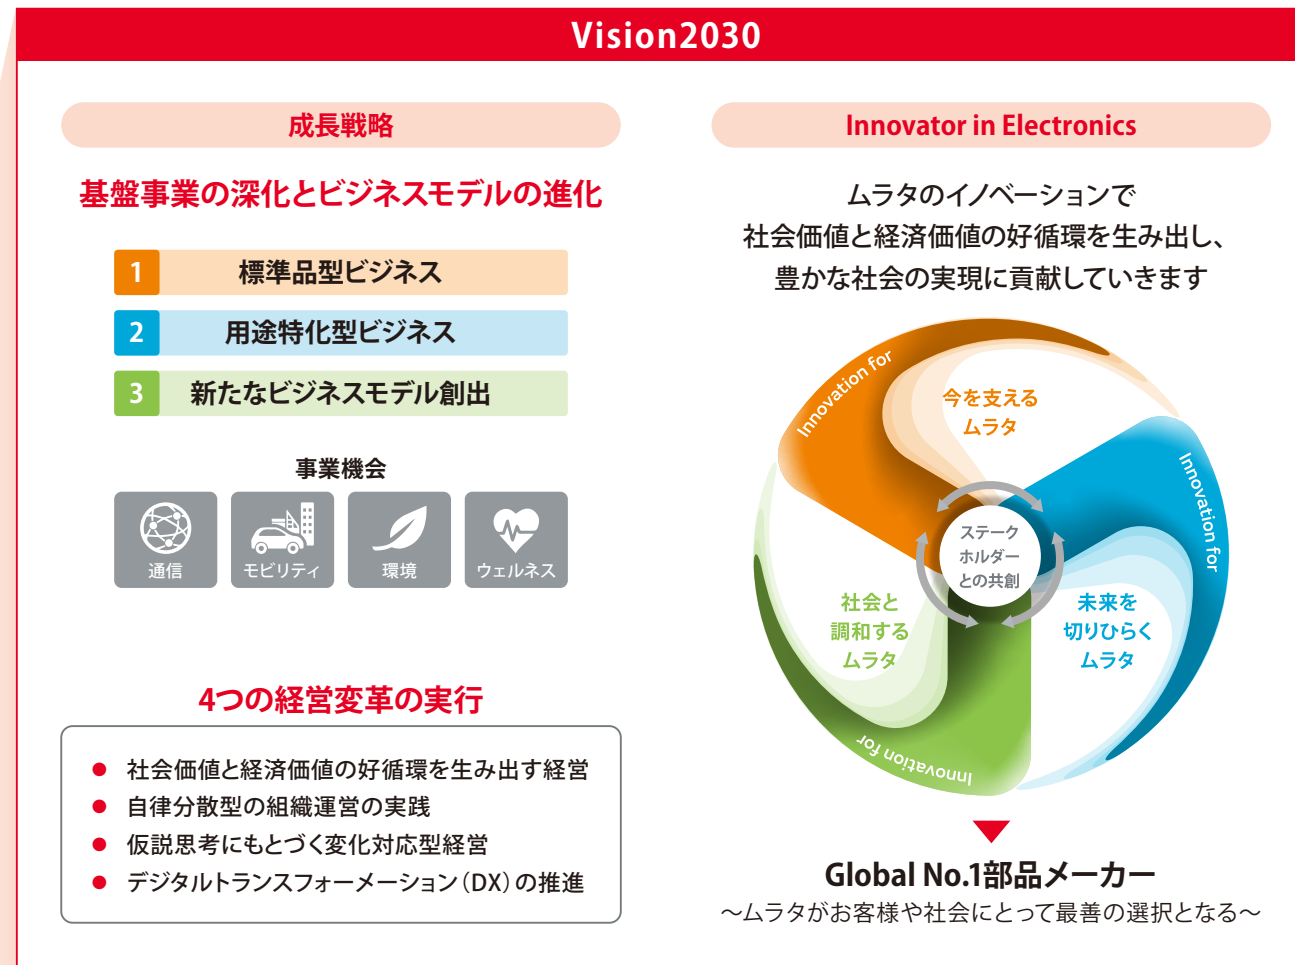 Vision2030
成長戦略
基盤事業の深化とビジネスモデルの進化
1 標準品型ビジネス
2 用途特化型ビジネス
3 新たなビジネスモデル創出
事業機会
通信
モビリティ
環境
ウェルネス
4つの経営変革の実行
● 社会価値と経済価値の好循環を生み出す経営
● 自律分散型の組織運営の実践
● 仮説思考にもとづく変化対応型経営
● デジタルトランスフォーメーション(DX)の推進
Innovator in Electronics
ムラタのイノベーションで
社会価値と経済価値の好循環を生み出し、
豊かな社会の実現に貢献していきます
Innovation for
今を支える
ムラタ
Innovation for
未来を
切りひらく
ムラタ
Innovation for
社会と
調和する
ムラタ
ステーク
ホルダー
との共創
Global No.1部品メーカー
～ムラタがお客様や社会にとって最善の選択となる～